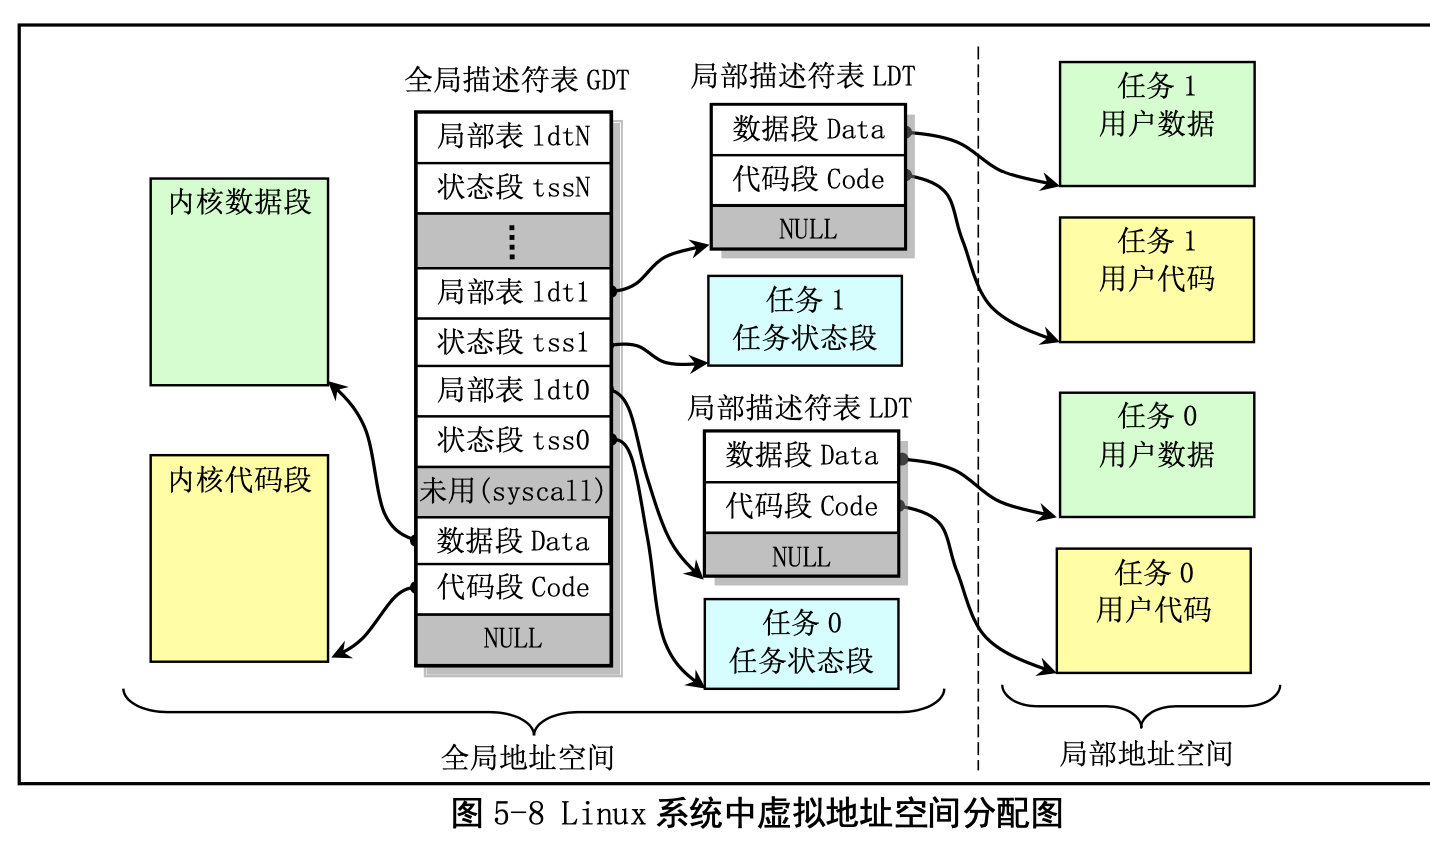 全局描述符表 GDT
局部表 ldtN
状态段 tssN
局部表 ldt1
状态段 tss1
局部表 ldt0
状态段 tss0
未用(syscall)
数据段 Data
代码段 Code
NULL
内核数据段
内核代码段
局部描述符表 LDT
数据段 Data
代码段 Code
NULL
任务 1
任务状态段
局部描述符表 LDT
数据段 Data
代码段 Code
NULL
任务 0
任务状态段
任务 1
用户数据
任务 1
用户代码
任务 0
用户数据
任务 0
用户代码
全局地址空间
局部地址空间
图 5-8 Linux 系统中虚拟地址空间分配图